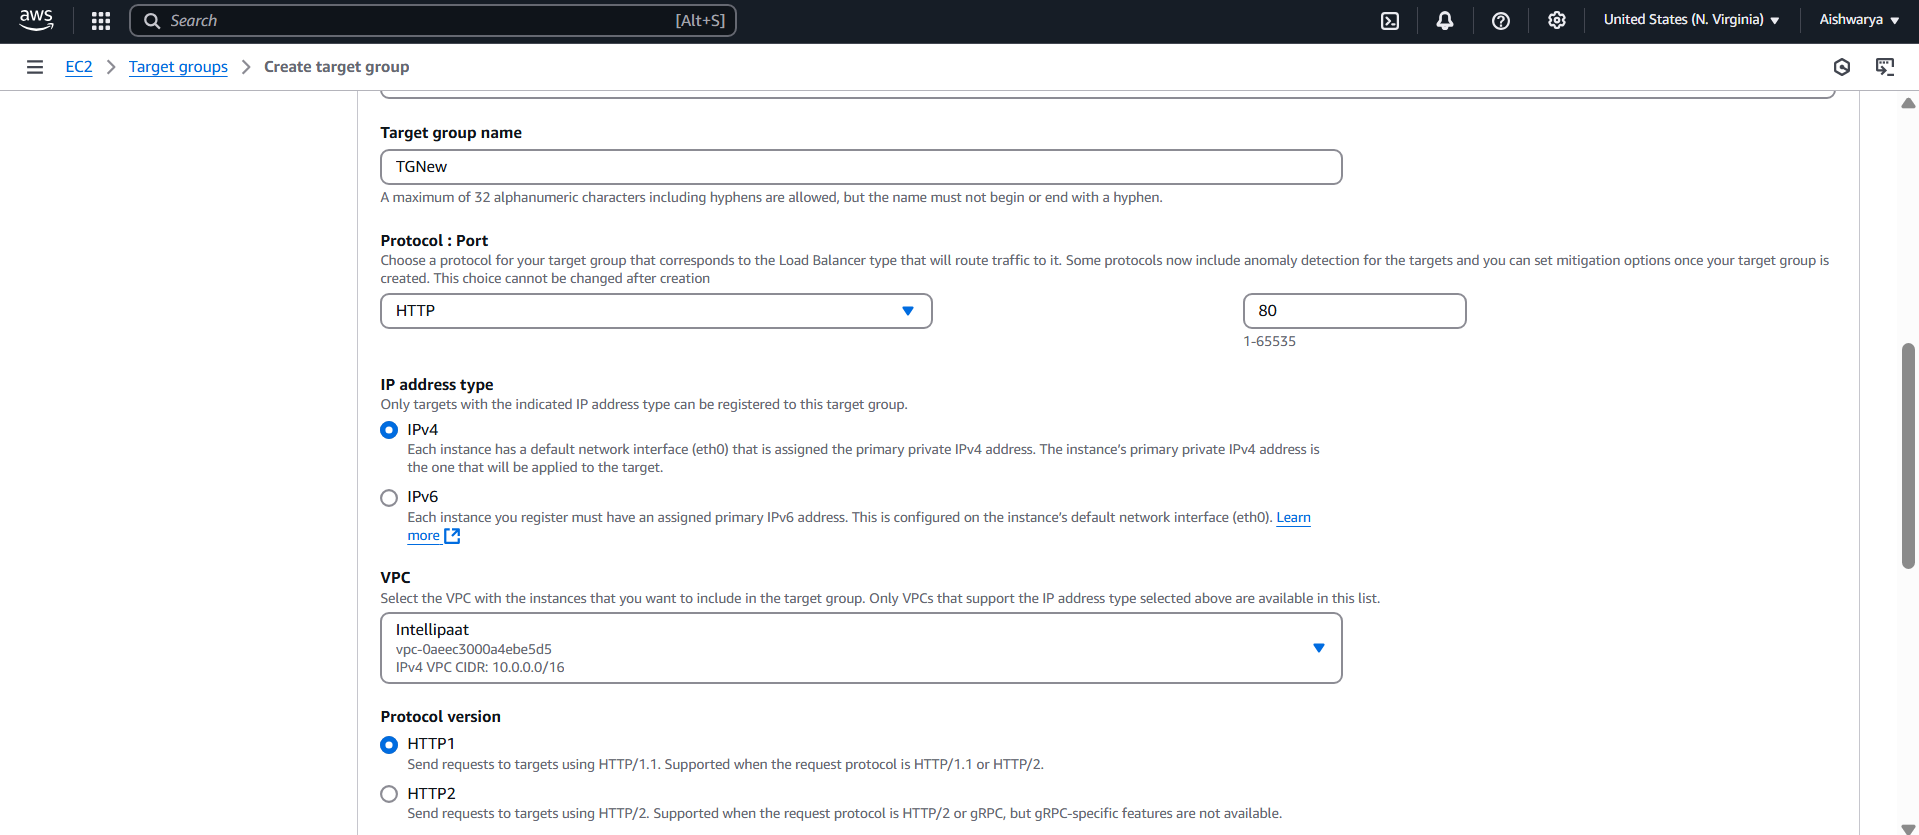 aws
Search
[Alt+S]
United States (N. Virginia)
Aishwarya
EC2
Target groups
Create target group
Target group name
TGNew
A maximum of 32 alphanumeric characters including hyphens are allowed, but the name must not begin or end with a hyphen.
Protocol : Port
Choose a protocol for your target group that corresponds to the Load Balancer type that will route traffic to it. Some protocols now include anomaly detection for the targets and you can set mitigation options once your target group is
created. This choice cannot be changed after creation
HTTP
80
1-65535
IP address type
Only targets with the indicated IP address type can be registered to this target group.
IPv4
Each instance has a default network interface (eth0) that is assigned the primary private IPv4 address. The instance's primary private IPv4 address is
the one that will be applied to the target.
IPv6
Each instance you register must have an assigned primary IPv6 address. This is configured on the instance's default network interface (eth0). Learn
more
VPC
Select the VPC with the instances that you want to include in the target group. Only VPCs that support the IP address type selected above are available in this list.
Intellipaat
vpc-0aeec3000a4ebe5d5
IPv4 VPC CIDR: 10.0.0.0/16
Protocol version
HTTP1
Send requests to targets using HTTP/1.1. Supported when the request protocol is HTTP/1.1 or HTTP/2.
HTTP2
Send requests to targets using HTTP/2. Supported when the request protocol is HTTP/2 or gRPC, but gRPC-specific features are not available.